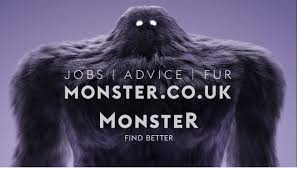 JOBS | ADVICE | FUR
MONSTER.CO.UK
MONSTER
FIND BETTER